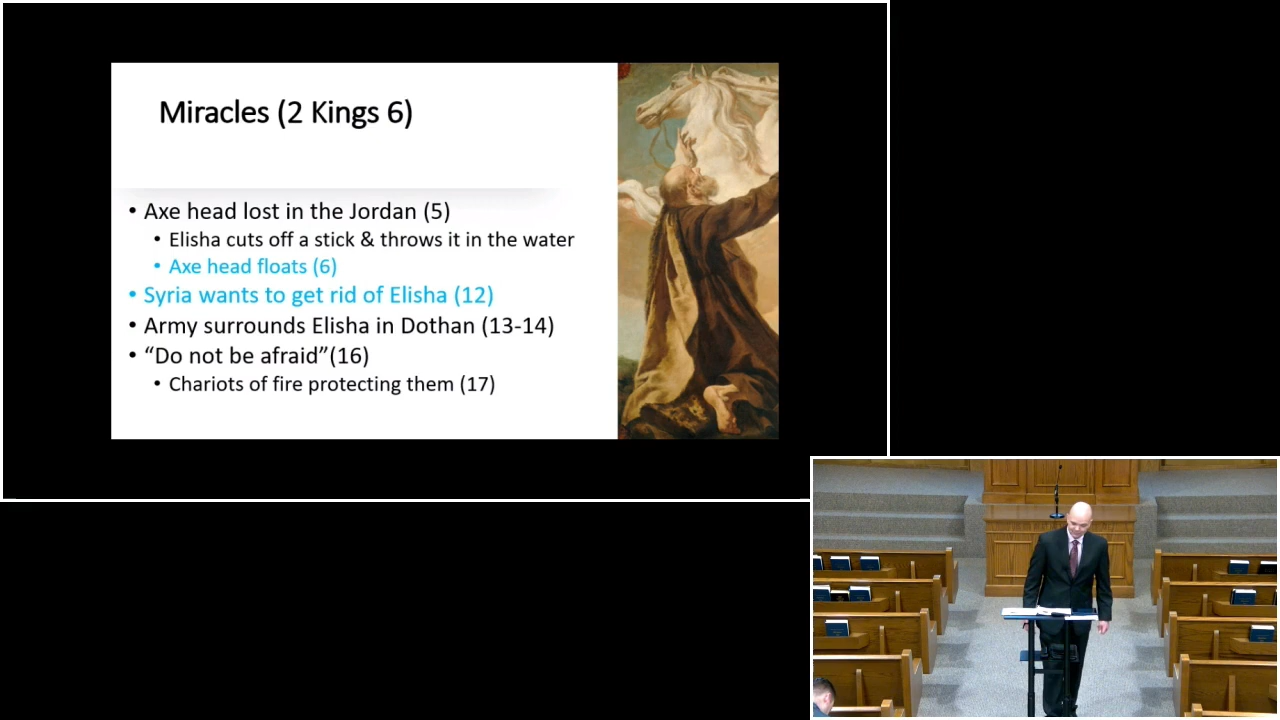 Miracles (2 Kings 6)
• Axe head lost in the Jordan (5)
• Elisha cuts off a stick & throws it in the water
• Axe head floats (6)
• Syria wants to get rid of Elisha (12)
• Army surrounds Elisha in Dothan (13-14)
• “Do not be afraid”(16)
• Chariots of fire protecting them (17)